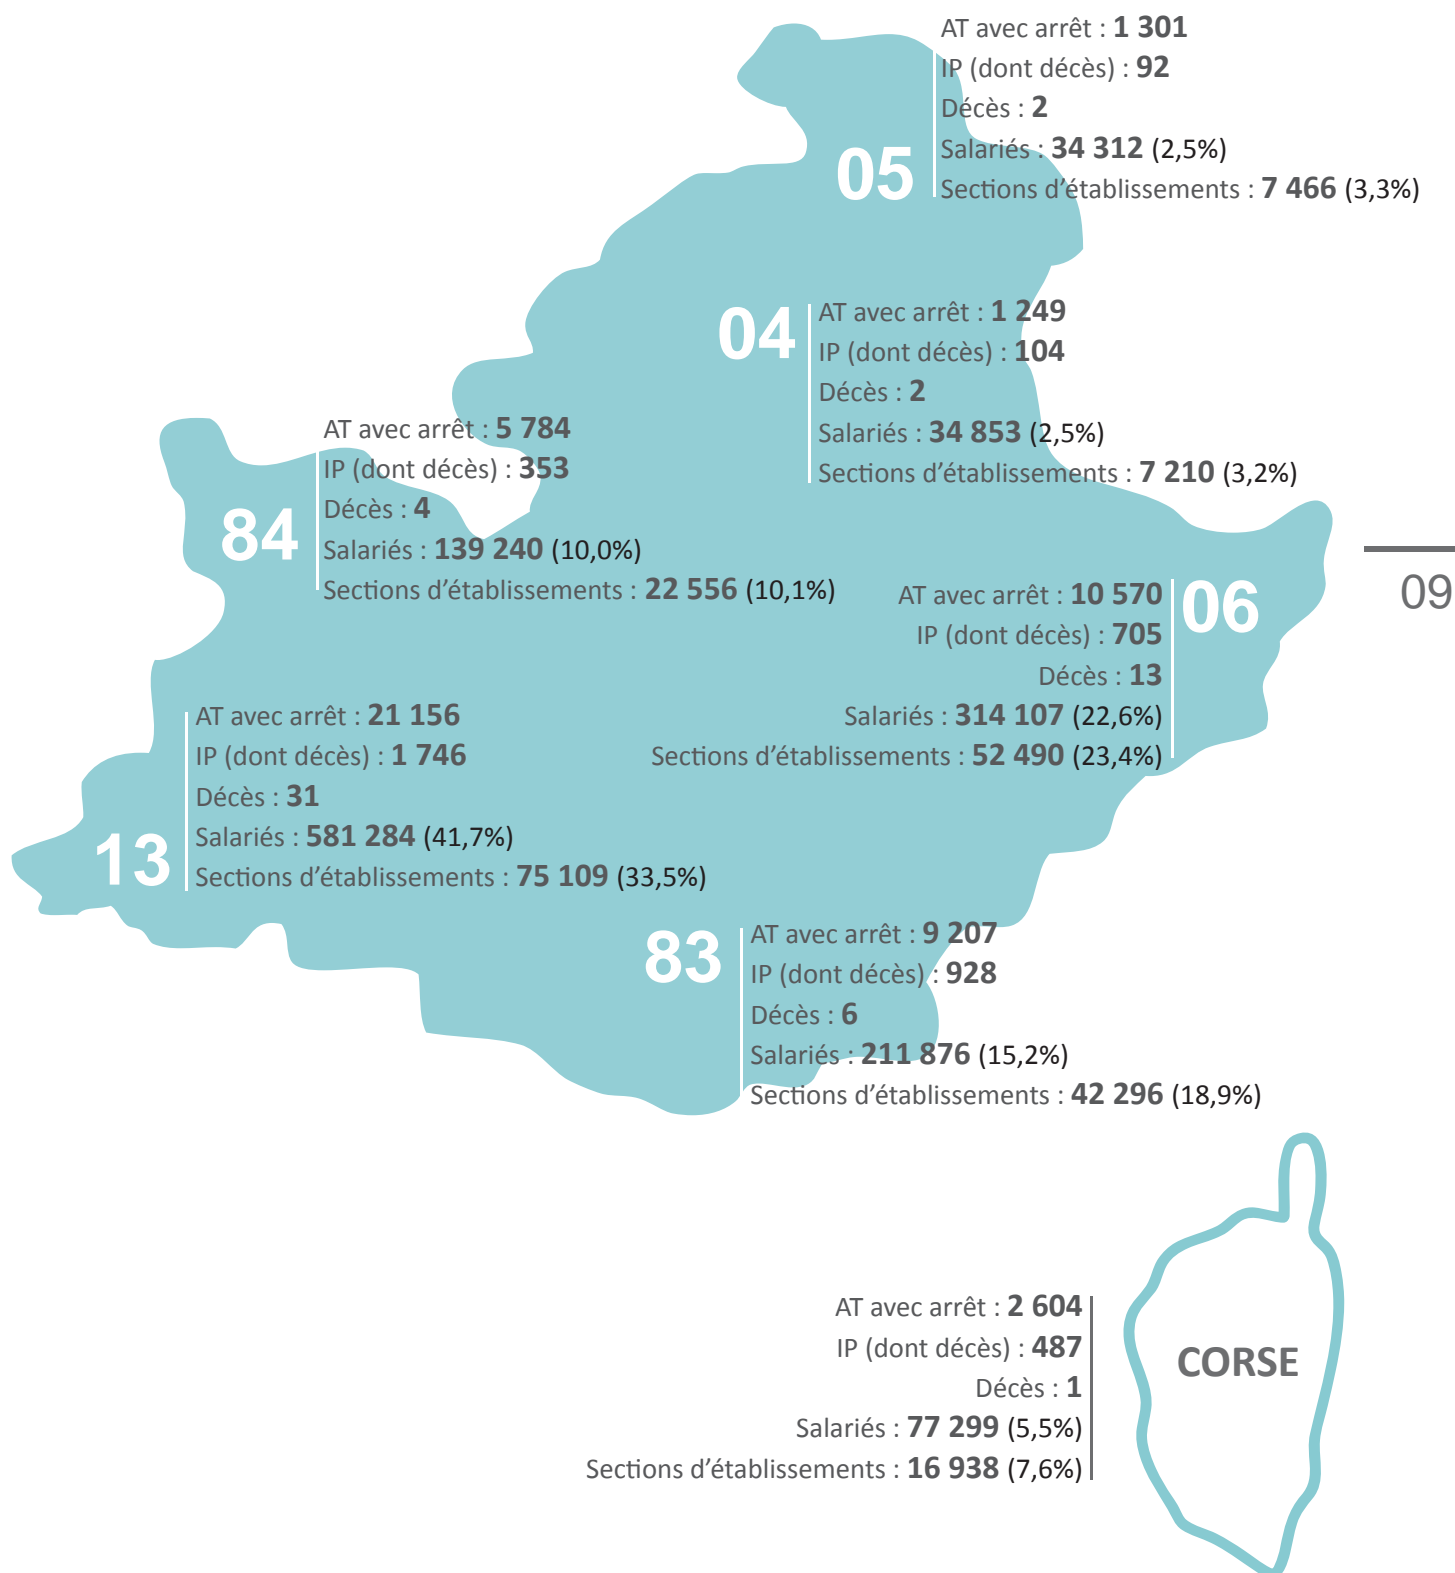 AT avec arrêt : 1 301
IP (dont décès) : 92
Décès : 2
Salariés : 34 312 (2,5%)
Sections d'établissements : 7 466 (3,3%)
05
AT avec arrêt : 1 249
IP (dont décès) : 104
Décès : 2
Salariés : 34 853 (2,5%)
Sections d'établissements : 7 210 (3,2%)
04
AT avec arrêt : 5 784
IP (dont décès) : 353
Décès : 4
Salariés : 139 240 (10,0%)
Sections d'établissements : 22 556 (10,1%)
84
09
AT avec arrêt : 10 570
IP (dont décès) : 705
Décès : 13
Salariés : 314 107 (22,6%)
Sections d'établissements : 52 490 (23,4%)
06
AT avec arrêt : 21 156
IP (dont décès) : 1 746
Décès : 31
Salariés : 581 284 (41,7%)
Sections d'établissements : 75 109 (33,5%)
13
AT avec arrêt : 9 207
IP (dont décès) : 928
Décès : 6
Salariés : 211 876 (15,2%)
Sections d'établissements : 42 296 (18,9%)
83
AT avec arrêt : 2 604
IP (dont décès) : 487
Décès : 1
Salariés : 77 299 (5,5%)
Sections d'établissements : 16 938 (7,6%)
CORSE